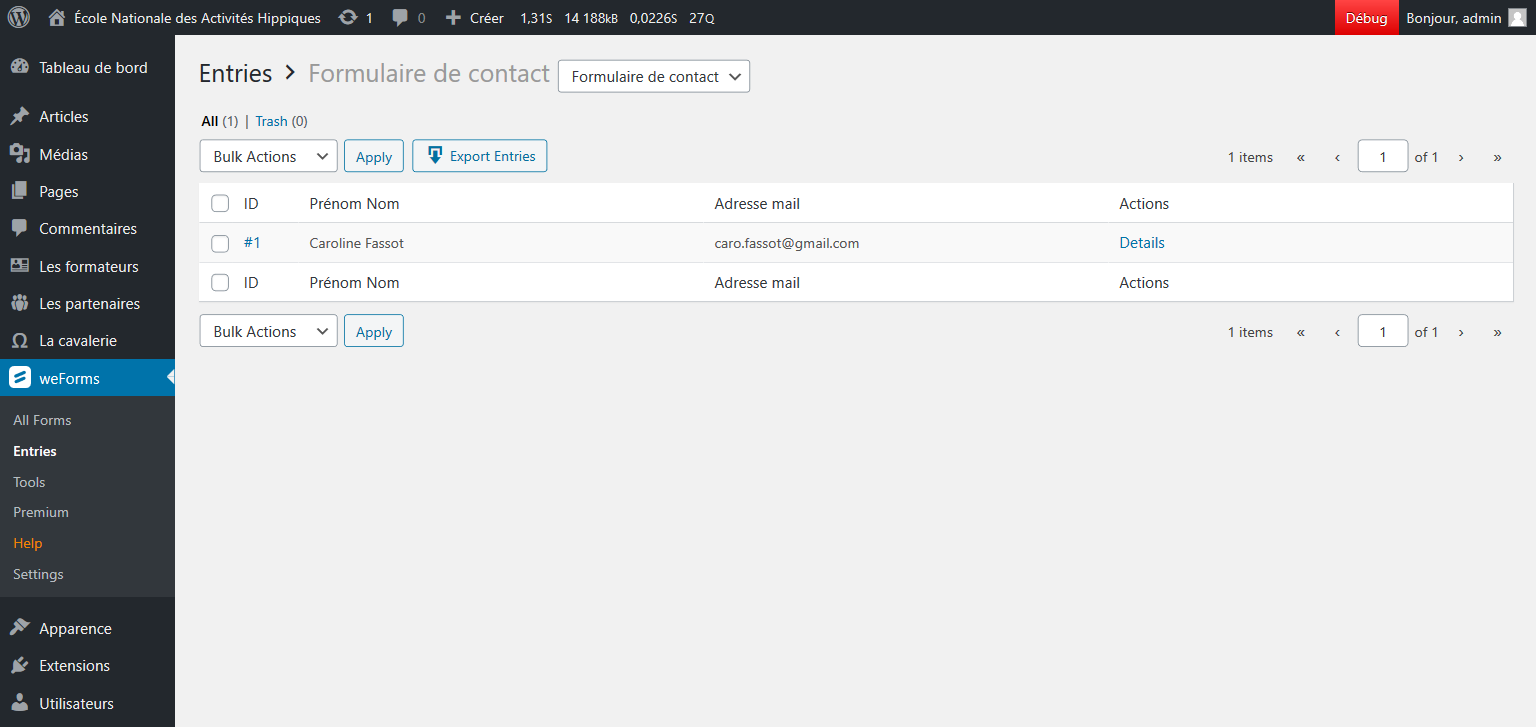 École Nationale des Activités Hippiques 1 0 Créer 1,31S 14 188kB 0,0226S 27Q Débug Bonjour, admin
Tableau de bord
Articles
Médias
Pages
Commentaires
Les formateurs
Les partenaires
La cavalerie
weForms
All Forms
Entries
Tools
Premium
Help
Settings
Apparence
Extensions
Utilisateurs
Entries > Formulaire de contact Formulaire de contact
All (1) | Trash (0)
Bulk Actions Apply Export Entries 1 items « ‹ 1 of 1 › »
ID Prénom Nom Adresse mail Actions
#1 Caroline Fassot caro.fassot@gmail.com Details
ID Prénom Nom Adresse mail Actions
Bulk Actions Apply 1 items « ‹ 1 of 1 › »